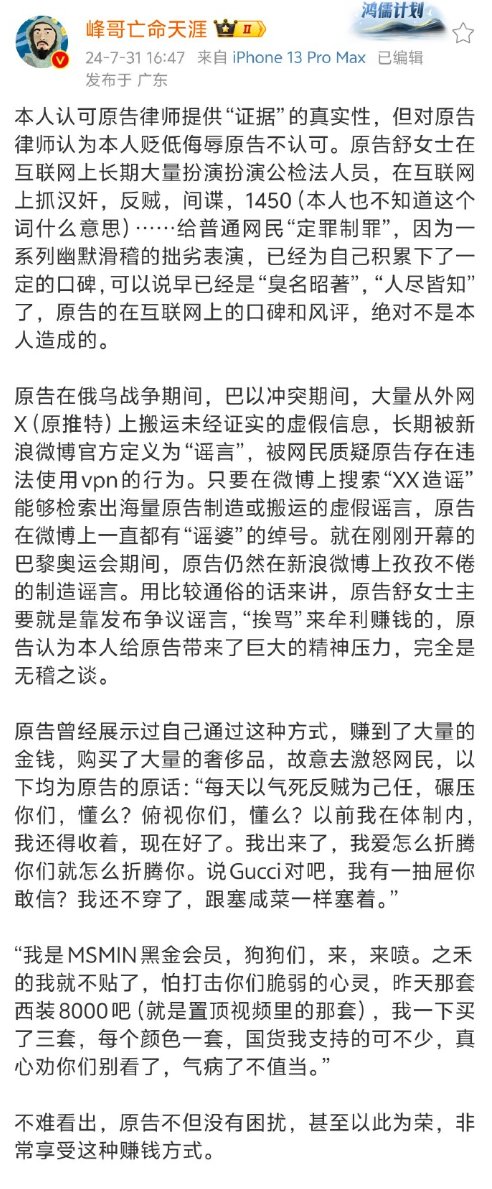 鸿儒计划
峰哥亡命天涯 II
24-7-31 16:47 来自 iPhone 13 Pro Max 已编辑
发布于 广东
本人认可原告律师提供“证据”的真实性，但对原告
律师认为本人贬低侮辱原告不认可。原告舒女士在
互联网上长期大量扮演扮演公检法人员，在互联网
上抓汉奸，反贼，间谍，1450（本人也不知道这个
词什么意思）……给普通网民“定罪制罪”，因为一
系列幽默滑稽的拙劣表演，已经为自己积累下了一
定的口碑，可以说早已经是“臭名昭著”，“人尽皆知”
了，原告的在互联网上的口碑和风评，绝对不是本
人造成的。
原告在俄乌战争期间，巴以冲突期间，大量从外网
X（原推特）上搬运未经证实的虚假信息，长期被新
浪微博官方定义为“谣言”，被网民质疑原告存在违
法使用vpn的行为。只要在微博上搜索“XX造谣”
能够检索出海量原告制造或搬运的虚假谣言，原告
在微博上一直都有“谣婆”的绰号。就在刚刚开幕的
巴黎奥运会期间，原告仍然在新浪微博上孜孜不倦
的制造谣言。用比较通俗的话来讲，原告舒女士主
要就是靠发布争议谣言，“挨骂”来牟利赚钱的，原
告认为本人给原告带来了巨大的精神压力，完全是
无稽之谈。
原告曾经展示过自己通过这种方式，赚到了大量的
金钱，购买了大量的奢侈品，故意去激怒网民，以
下均为原告的原话：“每天以气死反贼为己任，碾压
你们，懂么？俯视你们，懂么？以前我在体制内，
我还得收着，现在好了。我出来了，我爱怎么折腾
你们就怎么折腾你。说Gucci对吧，我有一抽屉你
敢信？我还不穿了，跟塞咸菜一样塞着。”
“我是MSMIN黑金会员，狗狗们，来，来喷。之禾
的我就不贴了，怕打击你们脆弱的心灵，昨天那套
西装8000吧（就是置顶视频里的那套），我一下买
了三套，每个颜色一套，国货我支持的可不少，真
心劝你们别看了，气病了不值当。”
不难看出，原告不但没有困扰，甚至以此为荣，非
常享受这种赚钱方式。